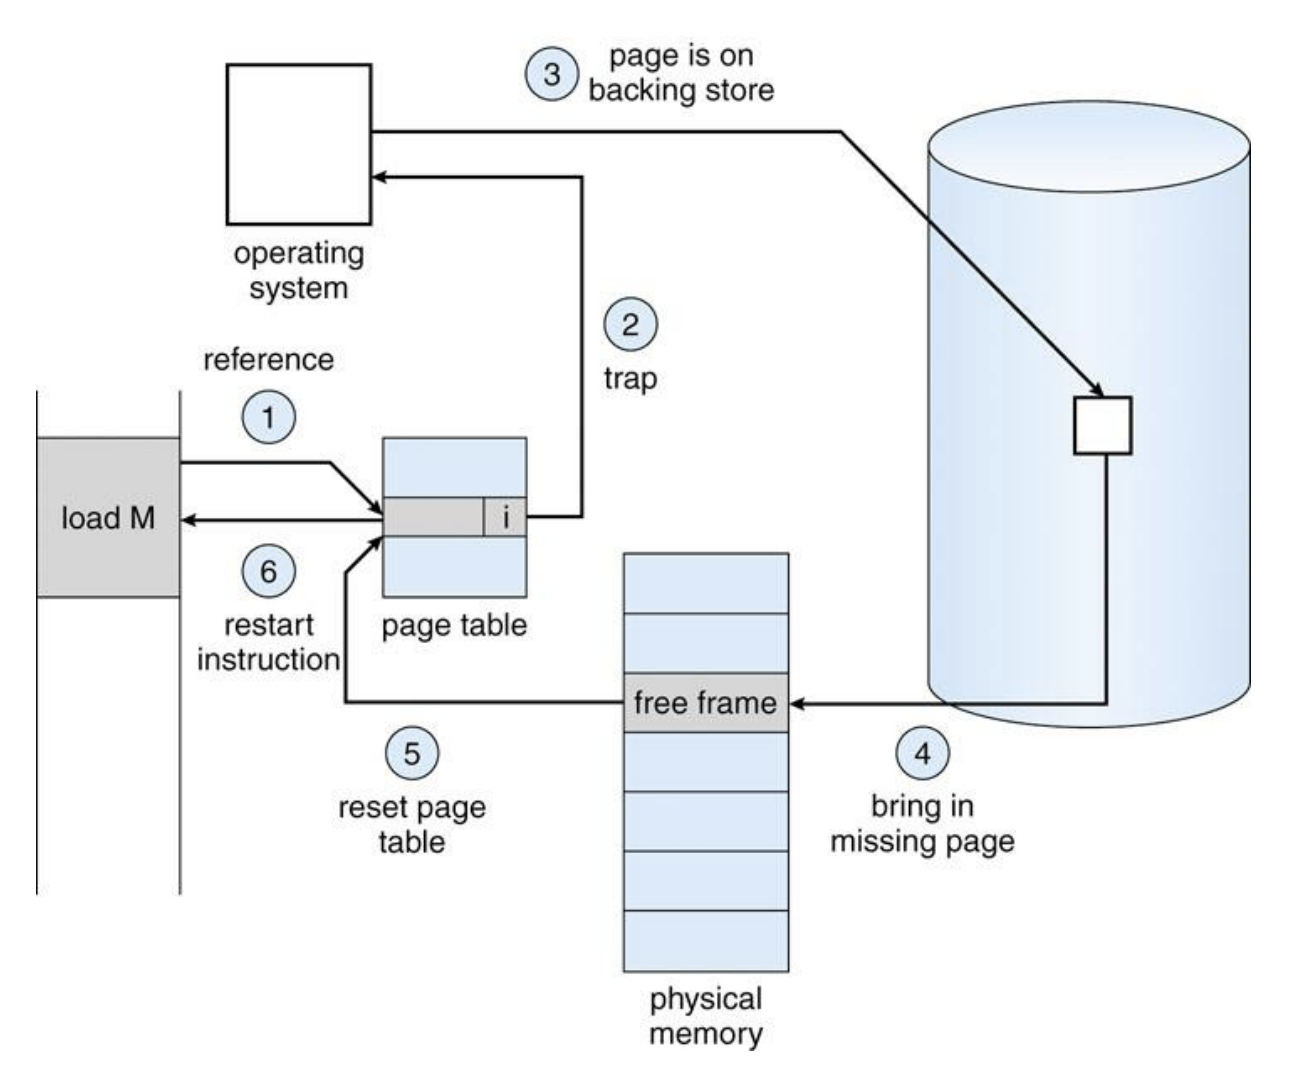 3
page is on
backing store
operating
system
2
trap
reference
1
load M
i
6
restart
instruction
page table
free frame
5
reset page
table
4
bring in
missing page
physical
memory